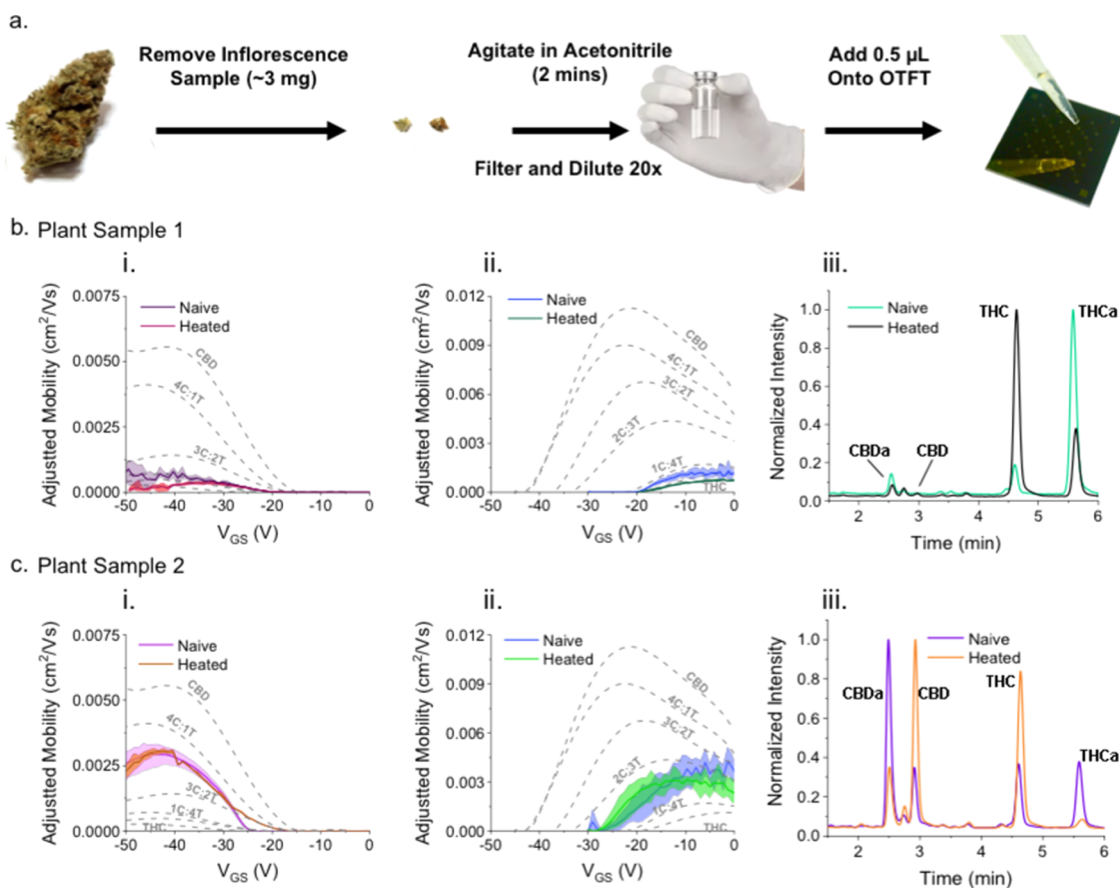 a.
Remove Inflorescence
Sample (~3 mg)
Agitate in Acetonitrile
(2 mins)
Filter and Dilute 20x
Add 0.5 µL
Onto OTFT
b. Plant Sample 1
i.
Adjustted Mobility (cm²/Vs)
0.0075
0.0050
0.0025
0.0000
Naive
Heated
CBD
4C:1T
3C:2T
-50 -40 -30 -20 -10 0
V_GS (V)
ii.
Adjustted Mobility (cm²/Vs)
0.012
0.009
0.006
0.003
0.000
Naive
Heated
CBD
4C:1T
3C:2T
2C:3T
1C:4T
THC
-50 -40 -30 -20 -10 0
V_GS (V)
iii.
Normalized Intensity
1.0
0.8
0.6
0.4
0.2
0.0
Naive
Heated
THC
THCa
CBDa
CBD
2 3 4 5 6
Time (min)
c. Plant Sample 2
i.
Adjustted Mobility (cm²/Vs)
0.0075
0.0050
0.0025
0.0000
Naive
Heated
CBD
4C:1T
3C:2T
1C:4T
THC
-50 -40 -30 -20 -10 0
V_GS (V)
ii.
Adjustted Mobility (cm²/Vs)
0.012
0.009
0.006
0.003
0.000
Naive
Heated
CBD
4C:1T
3C:2T
2C:3T
1C:4T
THC
-50 -40 -30 -20 -10 0
V_GS (V)
iii.
Normalized Intensity
1.0
0.8
0.6
0.4
0.2
0.0
Naive
Heated
CBDa
CBD
THC
THCa
2 3 4 5 6
Time (min)